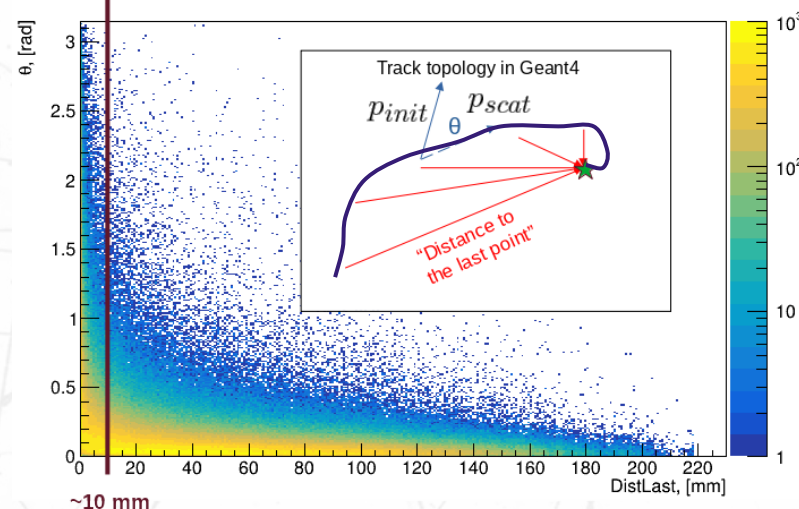 θ, [rad]
3
2.5
2
1.5
1
0.5
0
Track topology in Geant4
p_init
p_scat
θ
"Distance to
the last point"
0 20 40 60 80 100 120 140 160 180 200 220
DistLast, [mm]
~10 mm
10³
10²
10
1